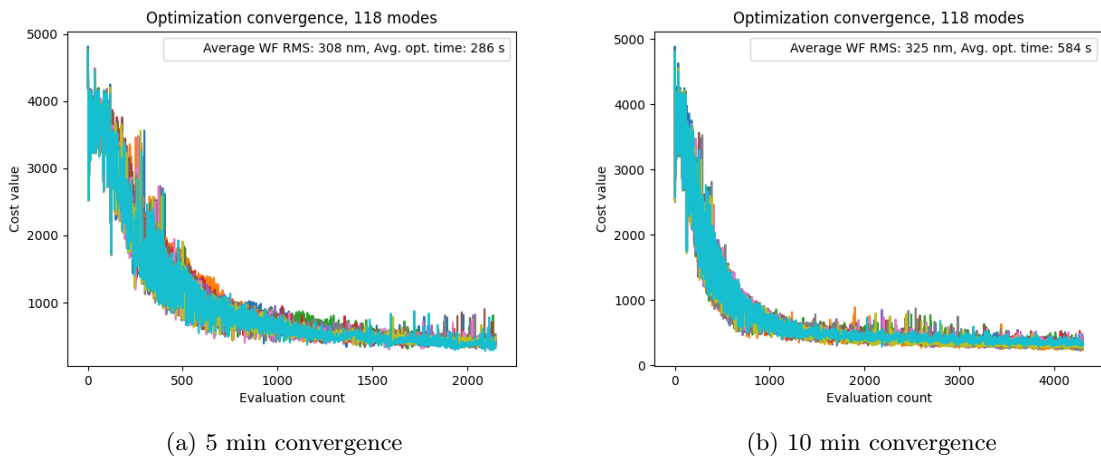 Optimization convergence, 118 modes
Average WF RMS: 308 nm, Avg. opt. time: 286 s
5000
4000
3000
2000
1000
Cost value
0
500
1000
1500
2000
Evaluation count
(a) 5 min convergence
Optimization convergence, 118 modes
Average WF RMS: 325 nm, Avg. opt. time: 584 s
5000
4000
3000
2000
1000
0
Cost value
0
1000
2000
3000
4000
Evaluation count
(b) 10 min convergence